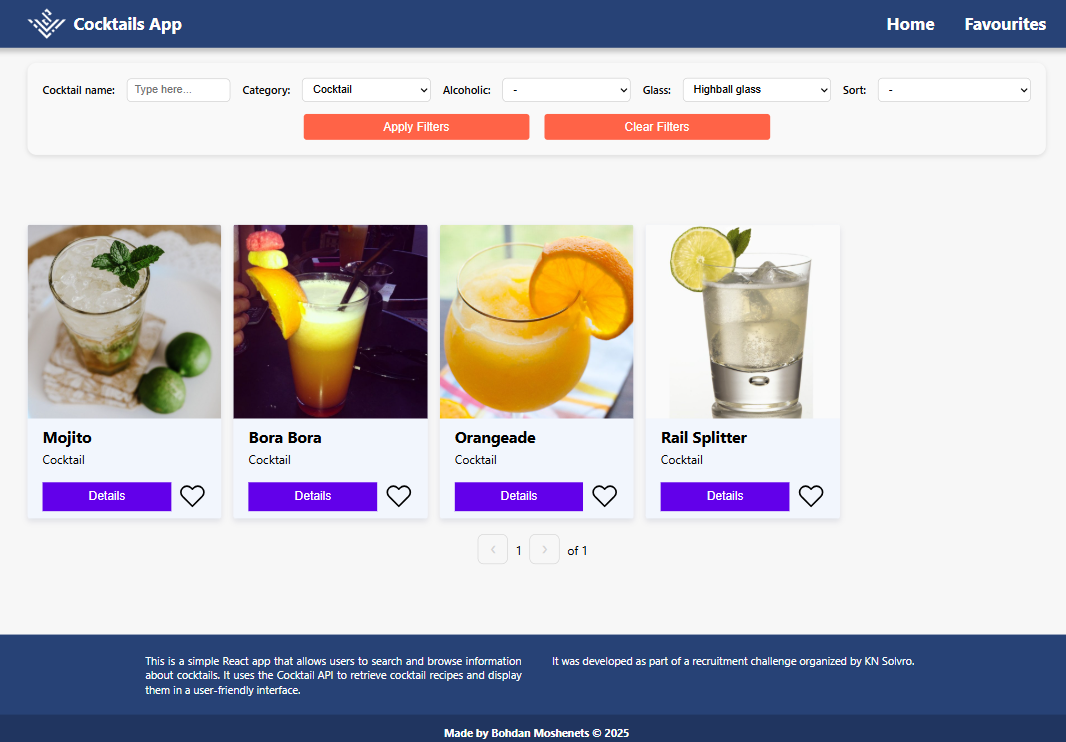 Cocktails App
Home
Favourites
Cocktail name:
Type here...
Category:
Cocktail
Alcoholic:
-
Glass:
Highball glass
Sort:
-
Apply Filters
Clear Filters
Mojito
Cocktail
Details
Bora Bora
Cocktail
Details
Orangeade
Cocktail
Details
Rail Splitter
Cocktail
Details
‹ 1 › of 1
This is a simple React app that allows users to search and browse information
about cocktails. It uses the Cocktail API to retrieve cocktail recipes and display
them in a user-friendly interface.
It was developed as part of a recruitment challenge organized by KN Solvro.
Made by Bohdan Moshenets © 2025